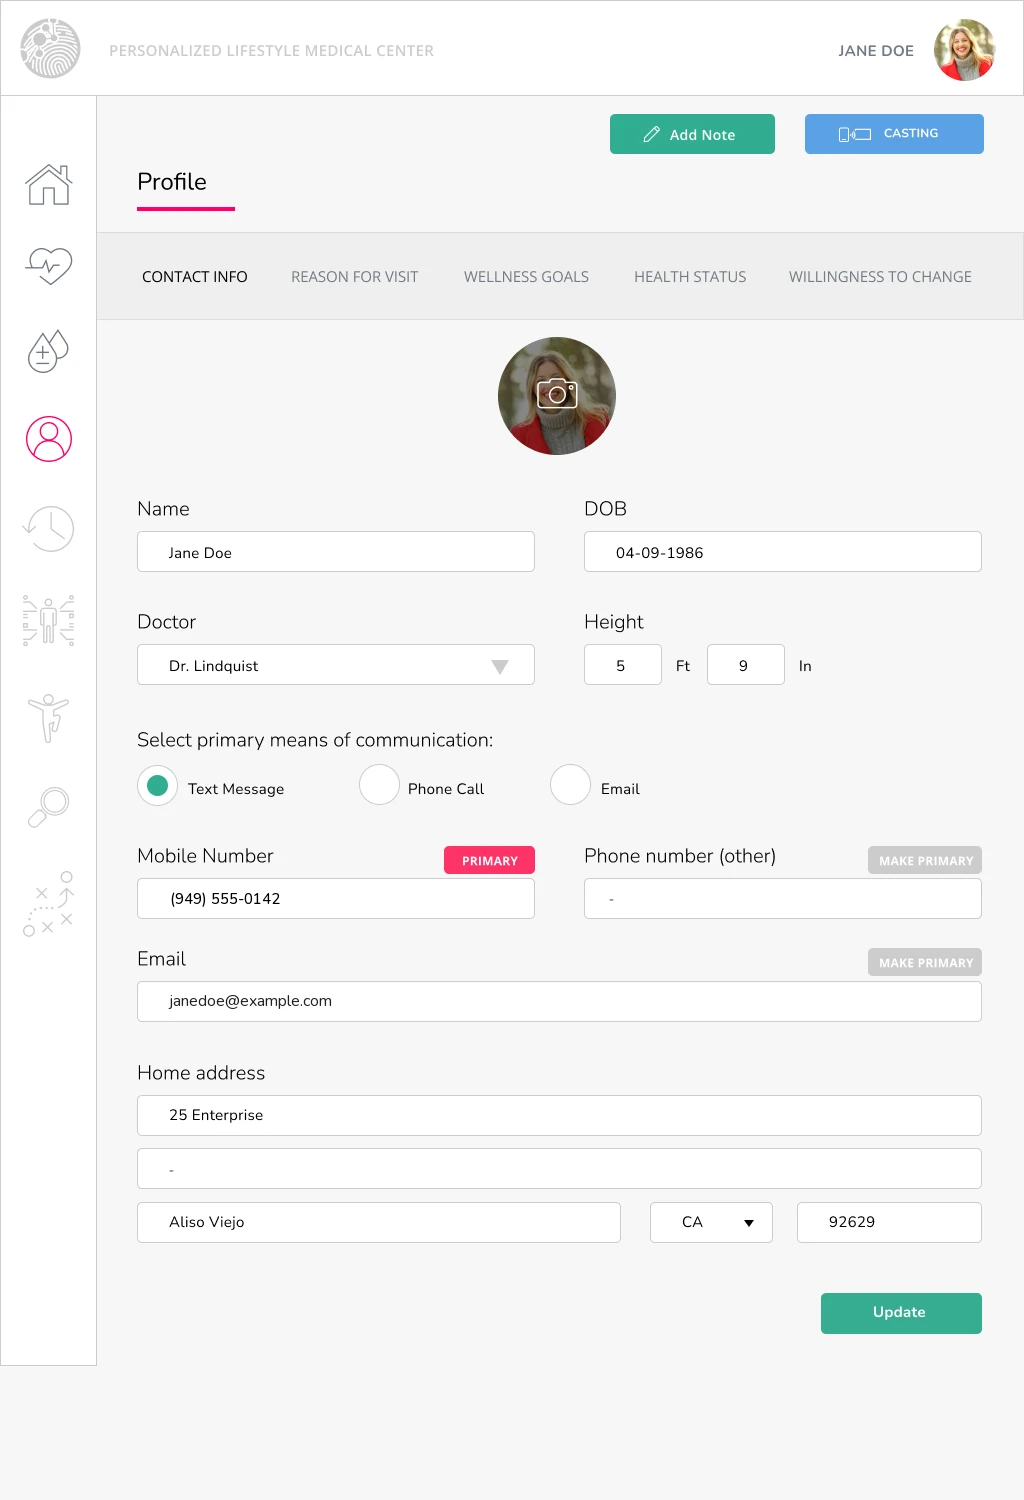 PERSONALIZED LIFESTYLE MEDICAL CENTER
JANE DOE
Add Note
CASTING
Profile
CONTACT INFO REASON FOR VISIT WELLNESS GOALS HEALTH STATUS WILLINGNESS TO CHANGE
Name DOB
Jane Doe 04-09-1986
Doctor Height
Dr. Lindquist 5 Ft 9 In
Select primary means of communication:
Text Message Phone Call Email
Mobile Number PRIMARY Phone number (other) MAKE PRIMARY
(949) 555-0142 -
Email MAKE PRIMARY
janedoe@example.com
Home address
25 Enterprise
-
Aliso Viejo CA 92629
Update